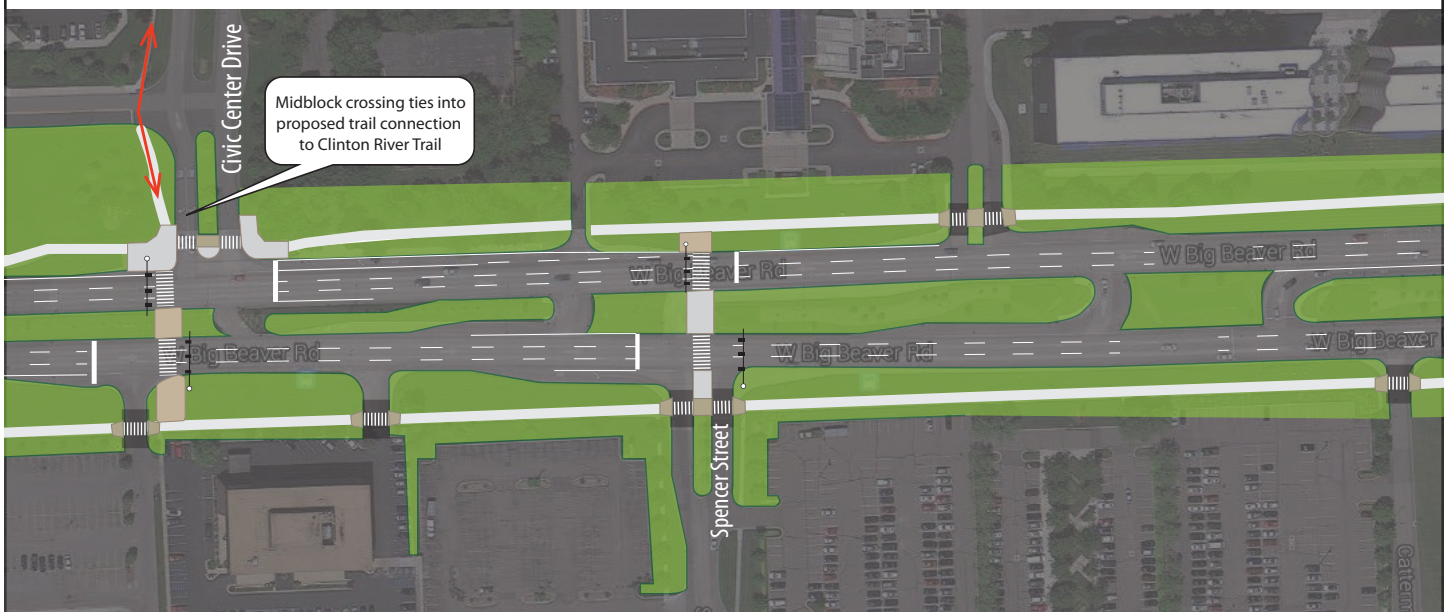 Civic Center Drive
Midblock crossing ties into
proposed trail connection
to Clinton River Trail
W Big Beaver Rd
W Big Beaver Rd
W Big Beaver Rd
W Big Beaver Rd
W Big Beaver
Spencer Street